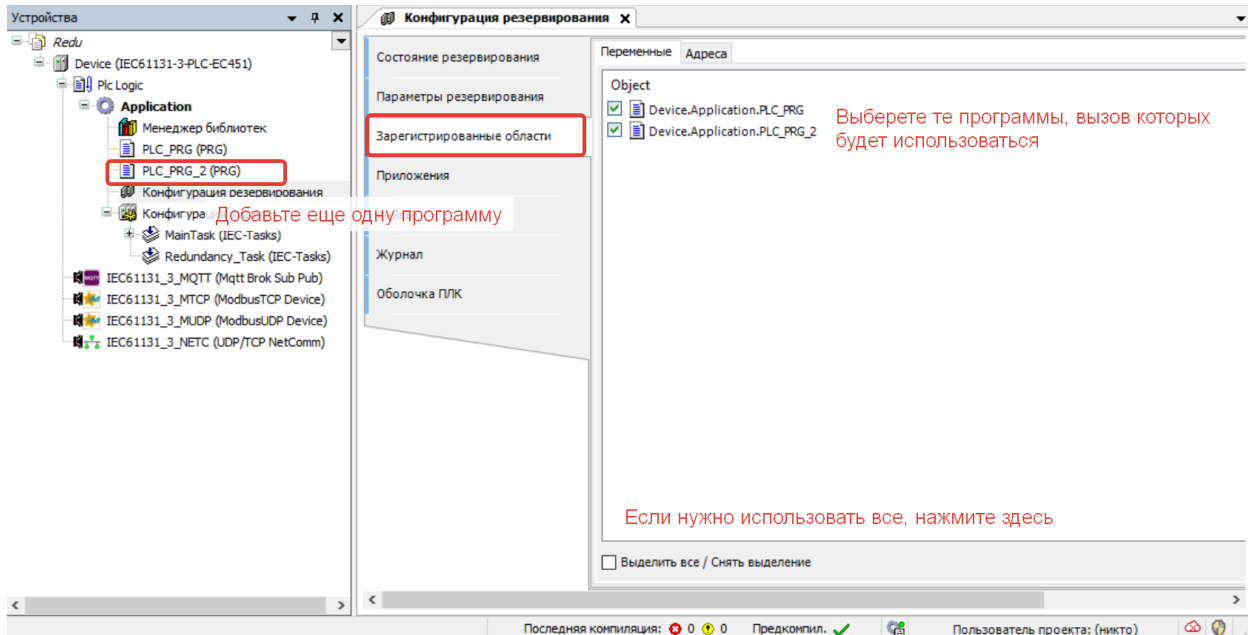 Устройства
Redu
Device (IEC61131-3-PLC-EC451)
Plc Logic
Application
Менеджер библиотек
PLC_PRG (PRG)
PLC_PRG_2 (PRG)
Конфигурация резервирования
Конфигура
Добавьте еще одну программу
MainTask (IEC-Tasks)
Redundancy_Task (IEC-Tasks)
IEC61131_3_MQTT (Mqtt Brok Sub Pub)
IEC61131_3_MTCP (ModbusTCP Device)
IEC61131_3_MUDP (ModbusUDP Device)
IEC61131_3_NETC (UDP/TCP NetComm)
Конфигурация резервирования
Состояние резервирования
Параметры резервирования
Зарегистрированные области
Приложения
Журнал
Оболочка ПЛК
Переменные Адреса
Object
Device.Application.PLC_PRG
Device.Application.PLC_PRG_2
Выберете те программы, вызов которых
будет использоваться
Если нужно использовать все, нажмите здесь
Выделить все / Снять выделение
Последняя компиляция: 0 0 Предкомпил. Пользователь проекта: (никто)